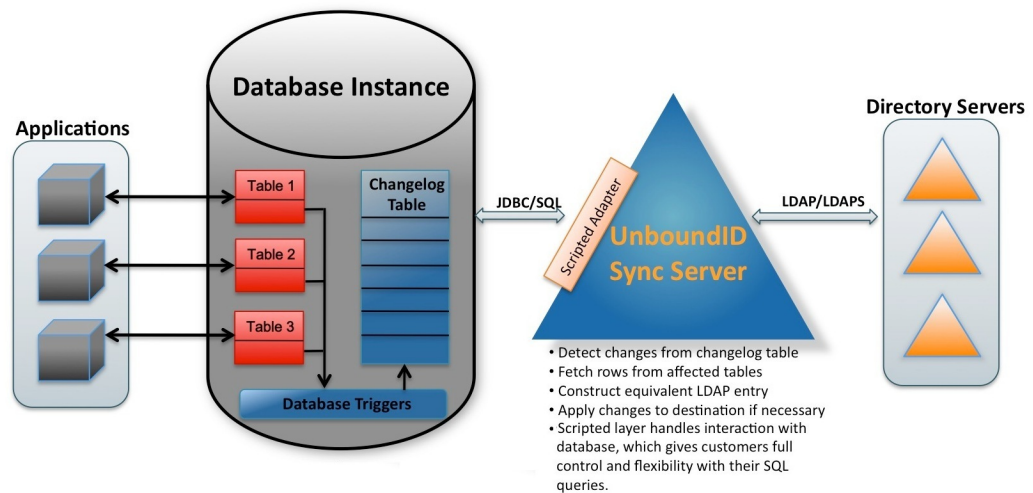 Applications
Database Instance
Table 1
Table 2
Table 3
Changelog
Table
Database Triggers
JDBC/SQL
Scripted Adapter
UnboundID
Sync Server
LDAP/LDAPS
Directory Servers
• Detect changes from changelog table
• Fetch rows from affected tables
• Construct equivalent LDAP entry
• Apply changes to destination if necessary
• Scripted layer handles interaction with
database, which gives customers full
control and flexibility with their SQL
queries.